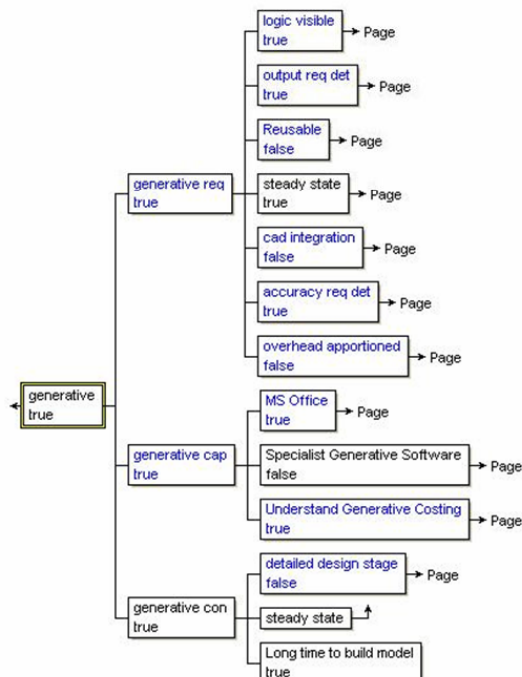 logic visible
true
Page
output req det
true
Page
Reusable
false
Page
generative req
true
steady state
true
Page
cad integration
false
Page
accuracy req det
true
Page
overhead apportioned
false
Page
generative
true
MS Office
true
Page
generative cap
true
Specialist Generative Software
false
Page
Understand Generative Costing
true
Page
detailed design stage
false
Page
generative con
true
steady state
Long time to build model
true